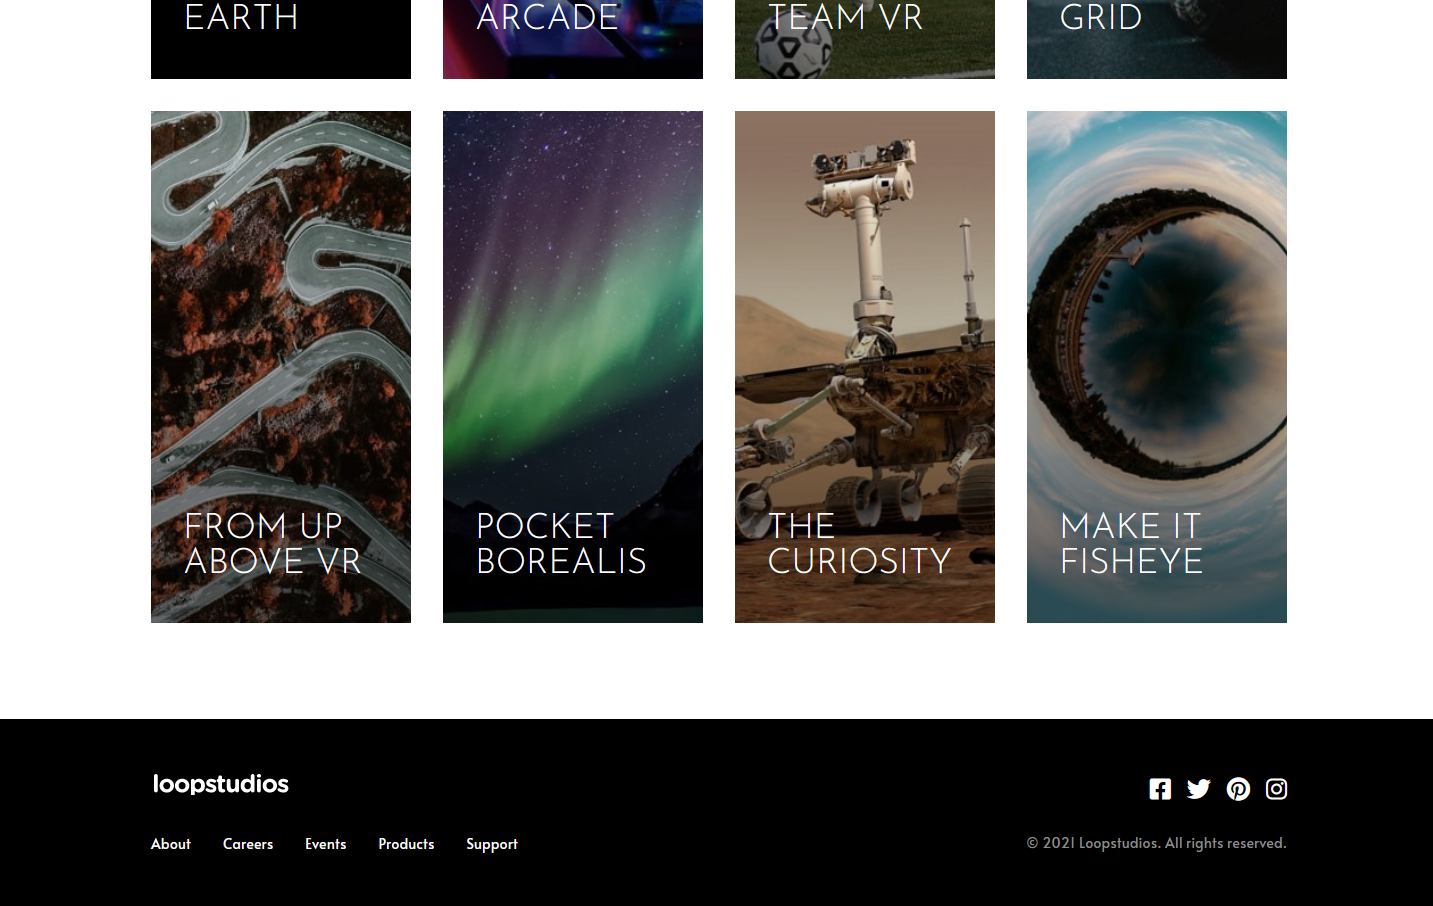 EARTH
ARCADE
TEAM VR
GRID
FROM UP
ABOVE VR
POCKET
BOREALIS
THE
CURIOSITY
MAKE IT
FISHEYE
loopstudios
About Careers Events Products Support
© 2021 Loopstudios. All rights reserved.